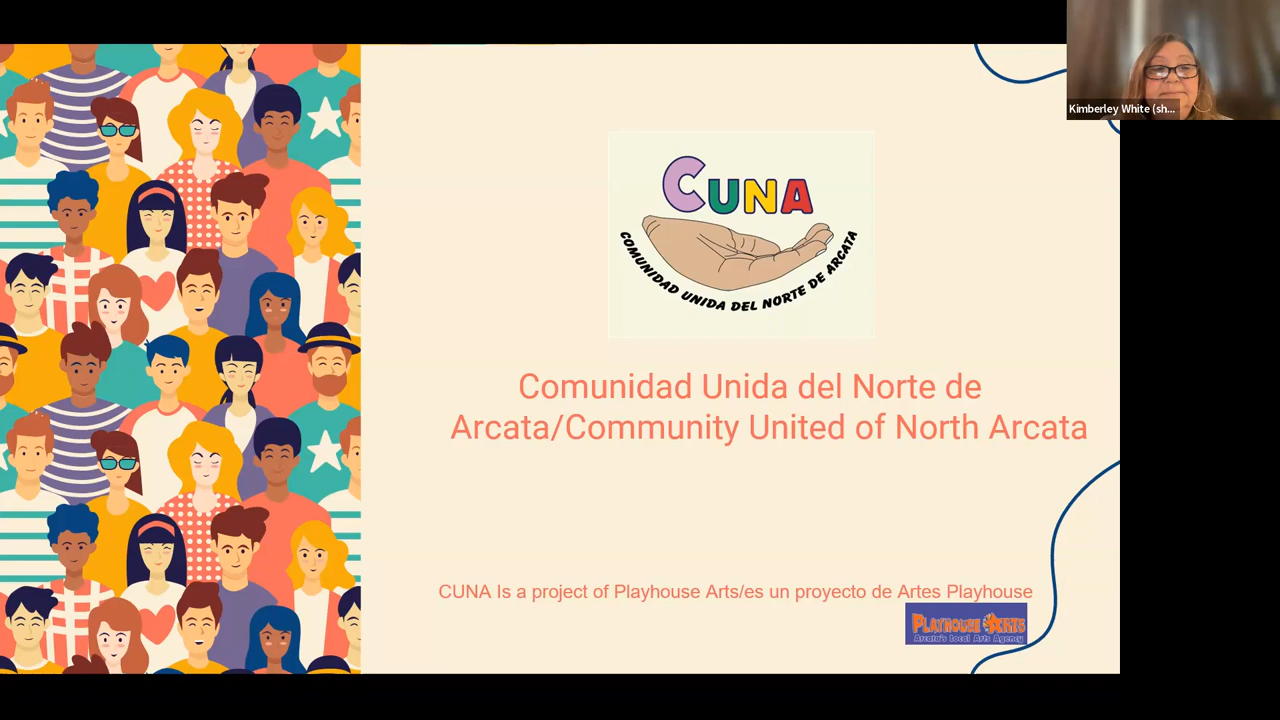 Kimberley White (sh...
CUNA
COMUNIDAD UNIDA DEL NORTE DE ARCATA
Comunidad Unida del Norte de
Arcata/Community United of North Arcata
CUNA Is a project of Playhouse Arts/es un proyecto de Artes Playhouse
PLAYHOUSE ARTS
Arcata's Local Arts Agency